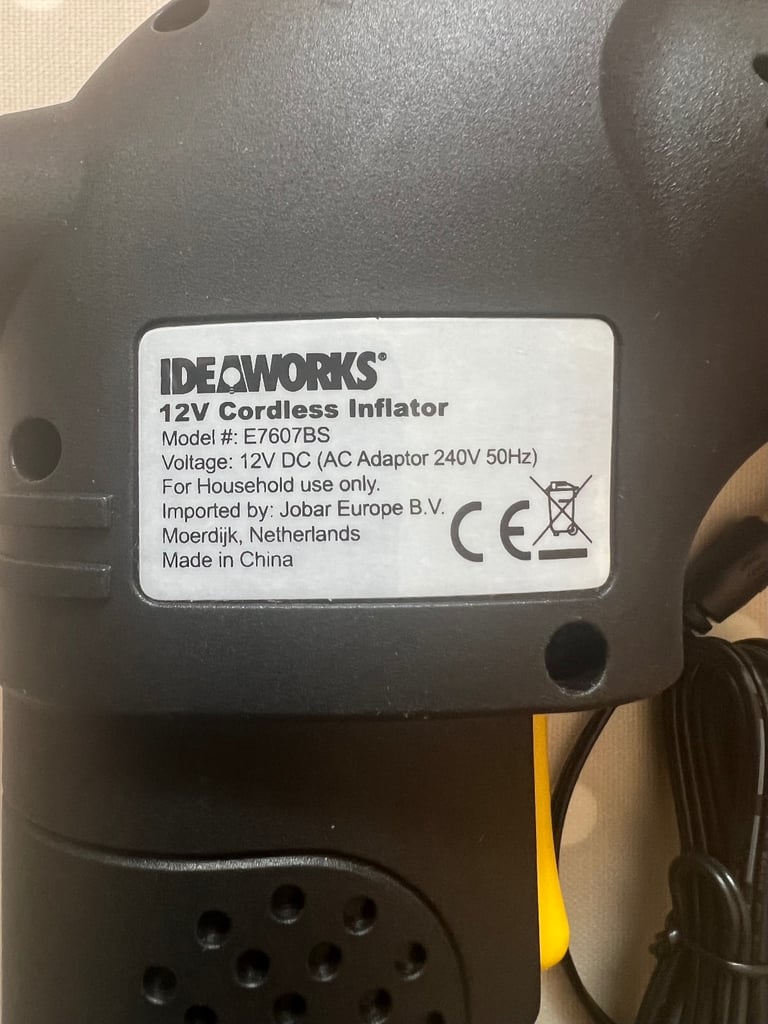 IDEAWORKS®
12V Cordless Inflator
Model #: E7607BS
Voltage: 12V DC (AC Adaptor 240V 50Hz)
For Household use only.
Imported by: Jobar Europe B.V.
Moerdijk, Netherlands
Made in China
CE